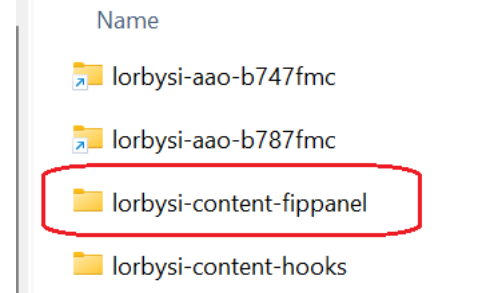 Name
lorbysi-aao-b747fmc
lorbysi-aao-b787fmc
lorbysi-content-fippanel
lorbysi-content-hooks